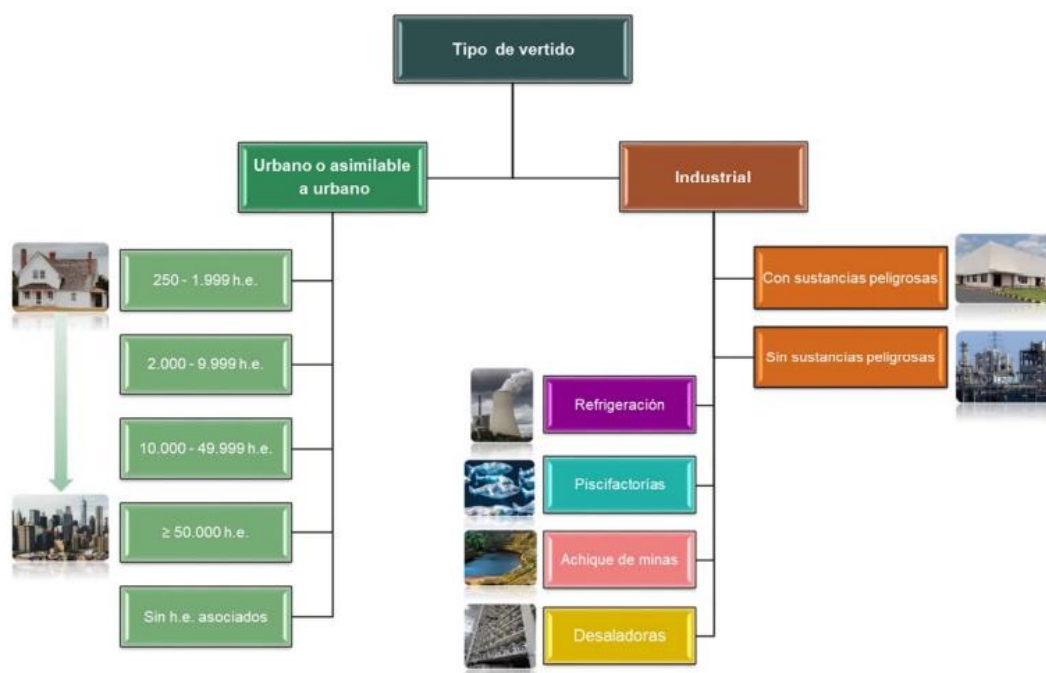 Tipo de vertido
Urbano o asimilable
a urbano
250 - 1.999 h.e.
2.000 - 9.999 h.e.
10.000 - 49.999 h.e.
≥ 50.000 h.e.
Sin h.e. asociados
Industrial
Con sustancias peligrosas
Sin sustancias peligrosas
Refrigeración
Piscifactorías
Achique de minas
Desaladoras